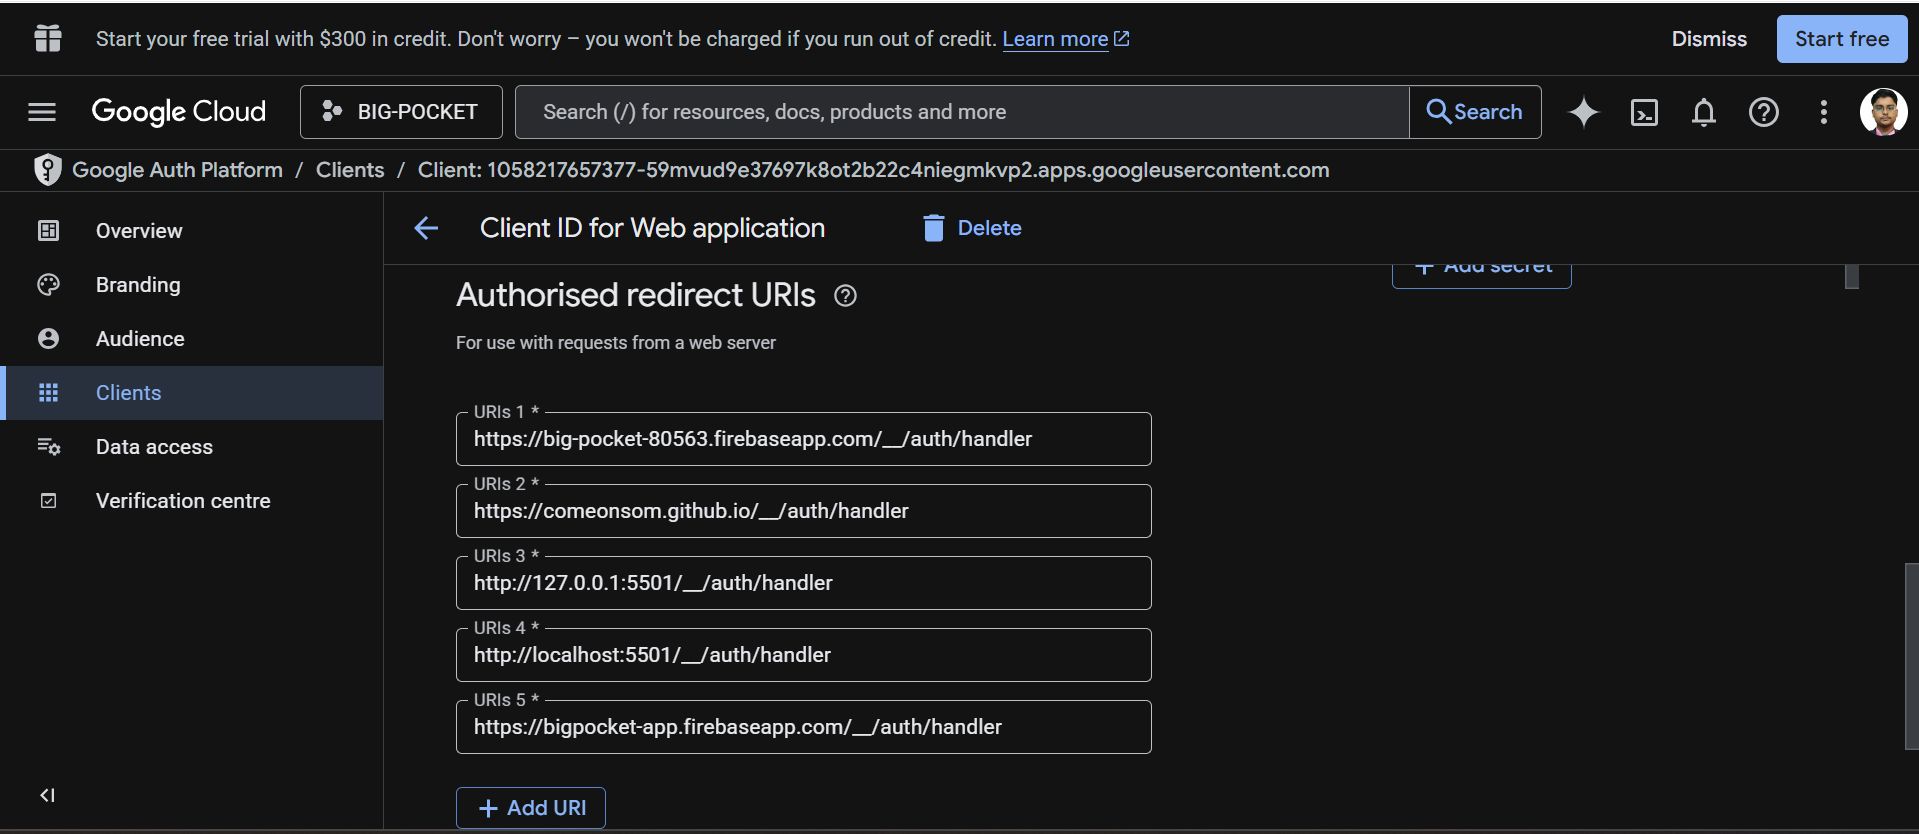 Start your free trial with $300 in credit. Don't worry – you won't be charged if you run out of credit. Learn more
Dismiss
Start free
Google Cloud
BIG-POCKET
Search (/) for resources, docs, products and more
Search
Google Auth Platform / Clients / Client: 1058217657377-59mvud9e37697k8ot2b22c4niegmkvp2.apps.googleusercontent.com
Overview
Branding
Audience
Clients
Data access
Verification centre
Client ID for Web application
Delete
+ Add secret
Authorised redirect URIs
For use with requests from a web server
URIs 1 *
https://big-pocket-80563.firebaseapp.com/__/auth/handler
URIs 2 *
https://comeonsom.github.io/__/auth/handler
URIs 3 *
http://127.0.0.1:5501/__/auth/handler
URIs 4 *
http://localhost:5501/__/auth/handler
URIs 5 *
https://bigpocket-app.firebaseapp.com/__/auth/handler
+ Add URI